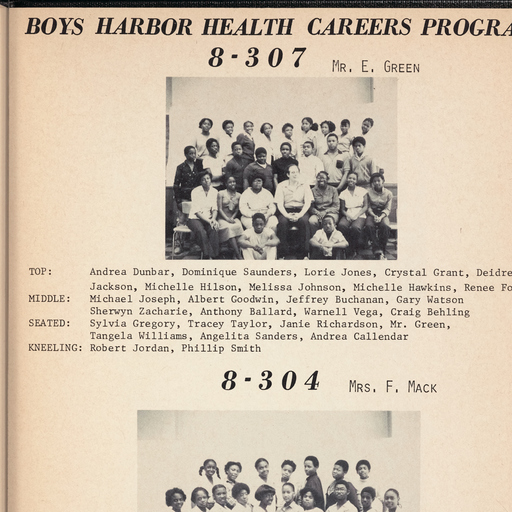 BOYS HARBOR HEALTH CAREERS PROGRA
8-307 MR. E. GREEN
TOP: Andrea Dunbar, Dominique Saunders, Lorie Jones, Crystal Grant, Deidre
Jackson, Michelle Hilson, Melissa Johnson, Michelle Hawkins, Renee Fo
MIDDLE: Michael Joseph, Albert Goodwin, Jeffrey Buchanan, Gary Watson
Sherwyn Zacharie, Anthony Ballard, Warnell Vega, Craig Behling
SEATED: Sylvia Gregory, Tracey Taylor, Janie Richardson, Mr. Green,
Tangela Williams, Angelita Sanders, Andrea Callendar
KNEELING: Robert Jordan, Phillip Smith
8-304 MRS. F. MACK